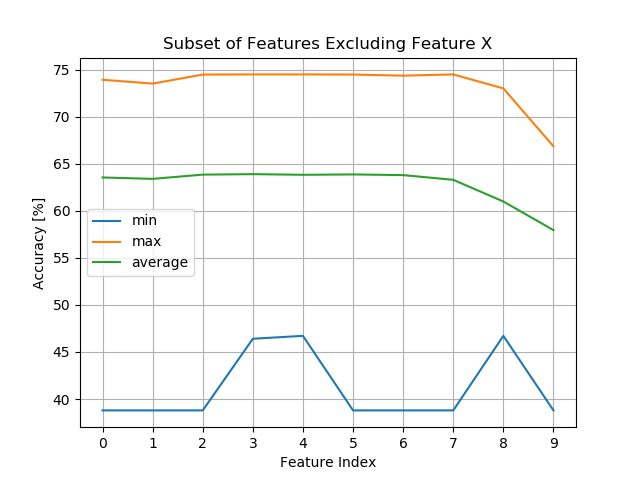 Subset of Features Excluding Feature X
Accuracy [%]
75
70
65
60
55
50
45
40
min
max
average
0 1 2 3 4 5 6 7 8 9
Feature Index